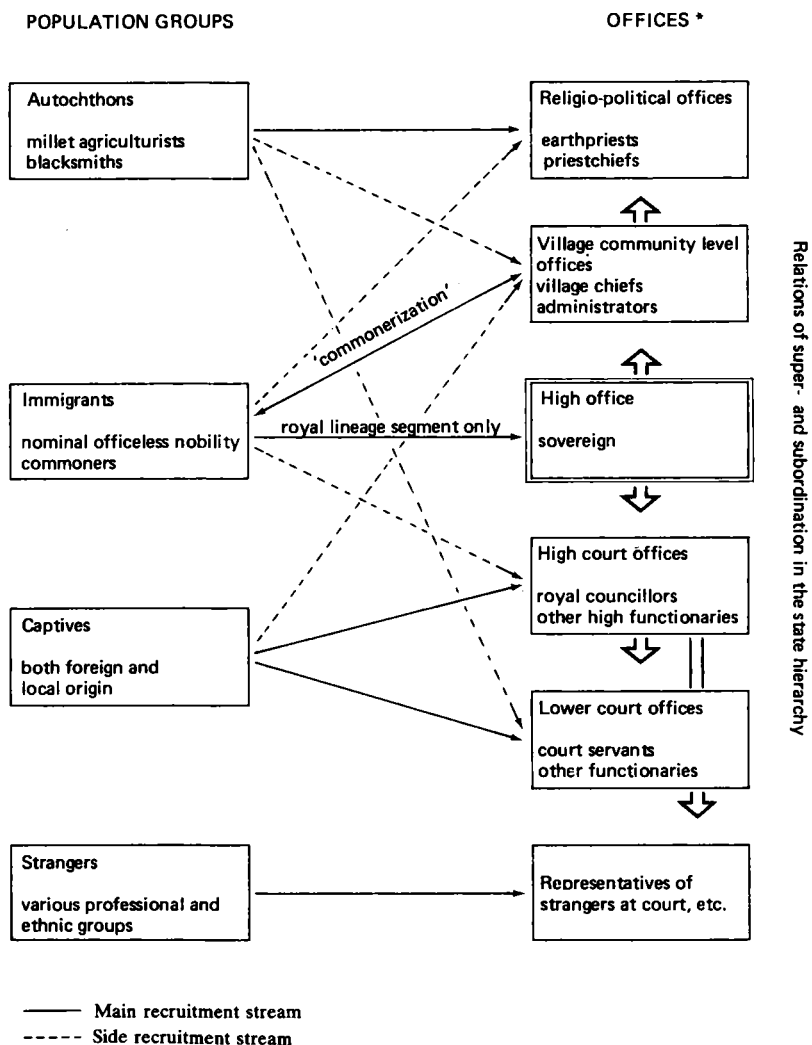 POPULATION GROUPS
OFFICES *
Autochthons
millet agriculturists
blacksmiths
Religio-political offices
earthpriests
priestchiefs
Village community level
offices
village chiefs
administrators
'commonerization'
Immigrants
nominal officeless nobility
commoners
royal lineage segment only
High office
sovereign
High court offices
royal councillors
other high functionaries
Captives
both foreign and
local origin
Lower court offices
court servants
other functionaries
Strangers
various professional and
ethnic groups
Representatives of
strangers at court, etc.
Relations of super- and subordination in the state hierarchy
Main recruitment stream
Side recruitment stream